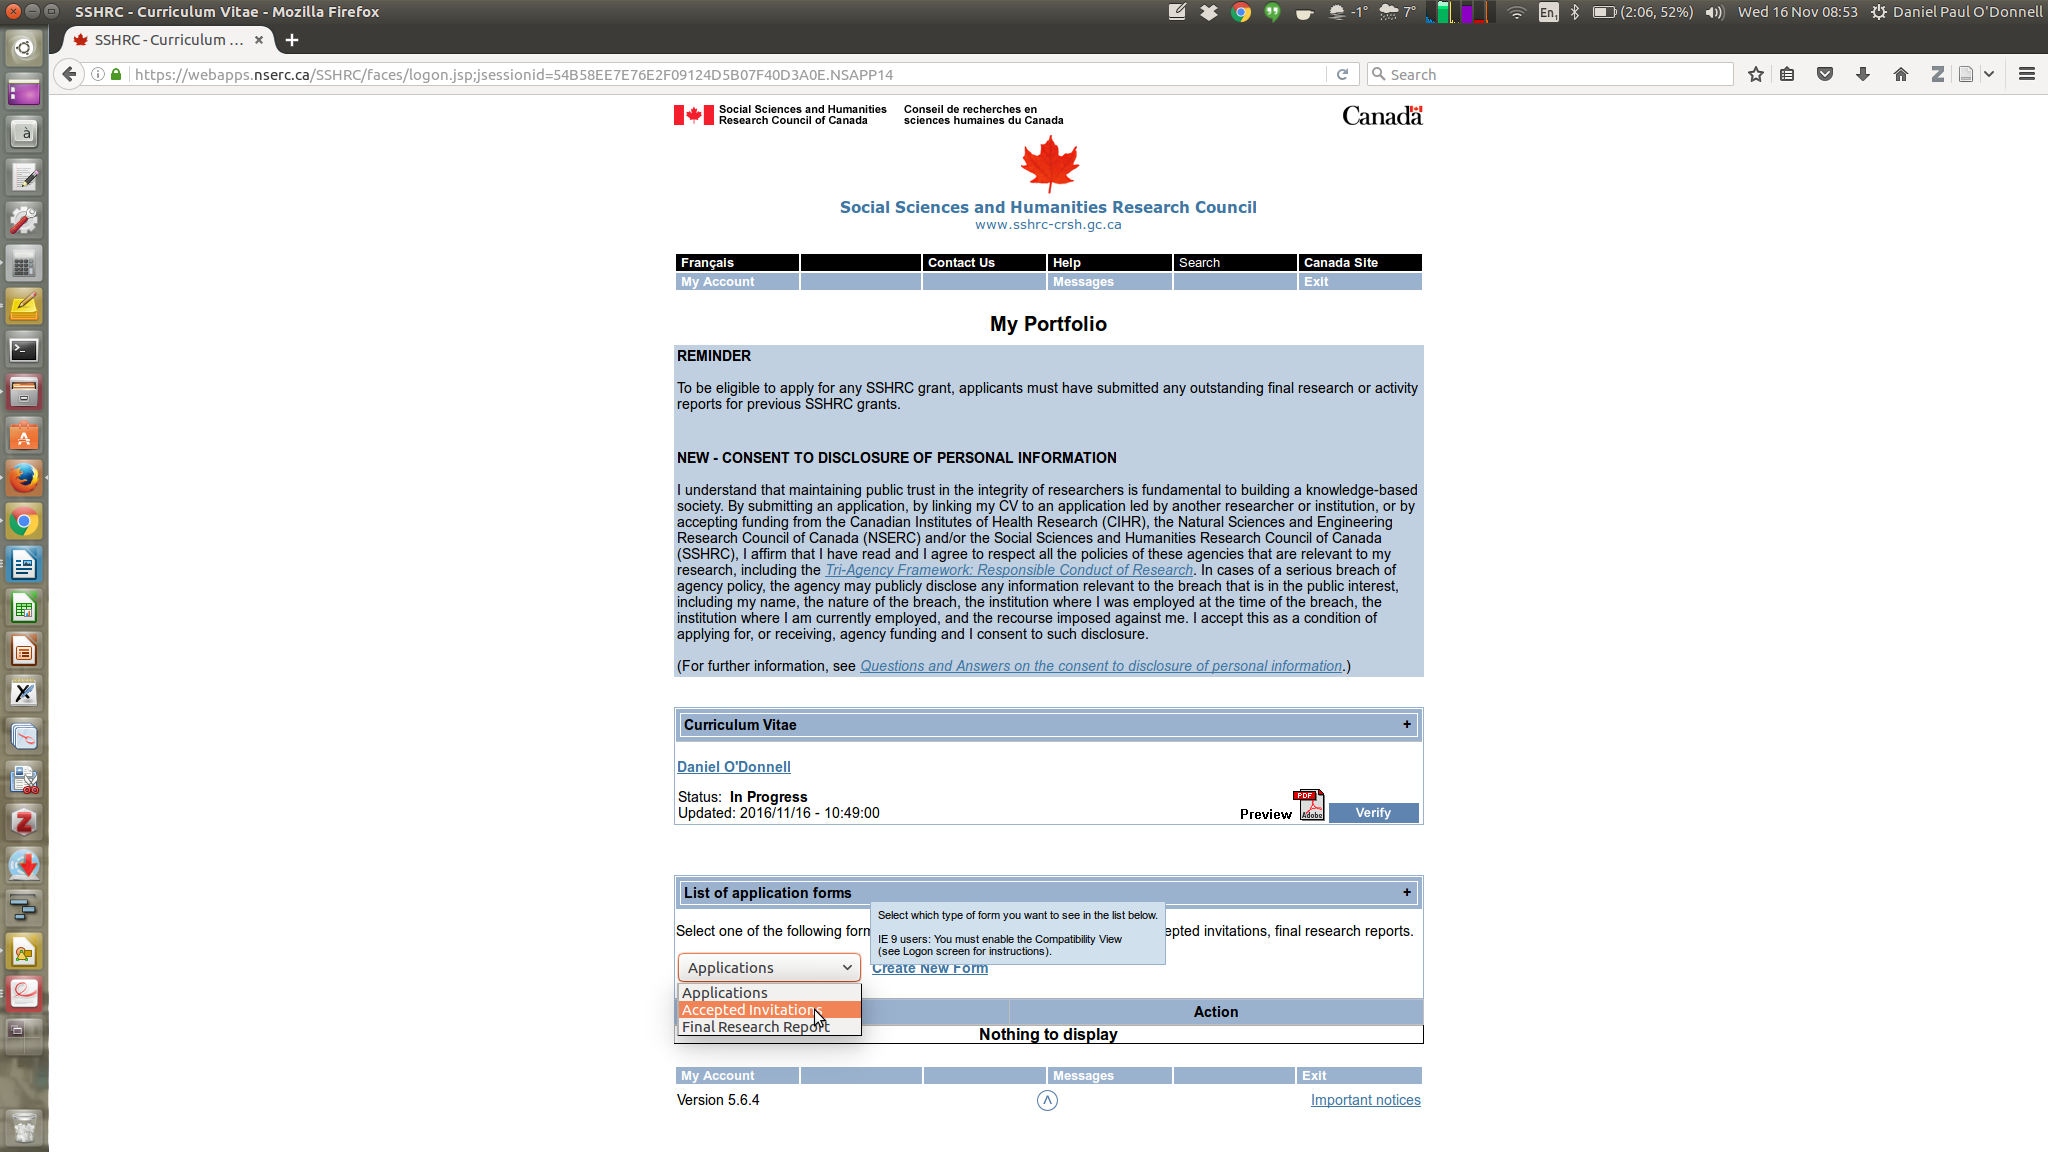 SSHRC - Curriculum Vitae - Mozilla Firefox
En1
-1°
7°
(2:06, 52%)
Wed 16 Nov 08:53
Daniel Paul O'Donnell
SSHRC - Curriculum ...
https://webapps.nserc.ca/SSHRC/faces/logon.jsp;jsessionid=54B58EE7E76E2F09124D5B07F40D3A0E.NSAPP14
Search
Social Sciences and Humanities
Research Council of Canada
Conseil de recherches en
sciences humaines du Canada
Canada
Social Sciences and Humanities Research Council
www.sshrc-crsh.gc.ca
Français Contact Us Help Search Canada Site
My Account Messages Exit
My Portfolio
REMINDER
To be eligible to apply for any SSHRC grant, applicants must have submitted any outstanding final research or activity
reports for previous SSHRC grants.
NEW - CONSENT TO DISCLOSURE OF PERSONAL INFORMATION
I understand that maintaining public trust in the integrity of researchers is fundamental to building a knowledge-based
society. By submitting an application, by linking my CV to an application led by another researcher or institution, or by
accepting funding from the Canadian Institutes of Health Research (CIHR), the Natural Sciences and Engineering
Research Council of Canada (NSERC) and/or the Social Sciences and Humanities Research Council of Canada
(SSHRC), I affirm that I have read and I agree to respect all the policies of these agencies that are relevant to my
research, including the Tri-Agency Framework: Responsible Conduct of Research. In cases of a serious breach of
agency policy, the agency may publicly disclose any information relevant to the breach that is in the public interest,
including my name, the nature of the breach, the institution where I was employed at the time of the breach, the
institution where I am currently employed, and the recourse imposed against me. I accept this as a condition of
applying for, or receiving, agency funding and I consent to such disclosure.
(For further information, see Questions and Answers on the consent to disclosure of personal information.)
Curriculum Vitae +
Daniel O'Donnell
Status: In Progress
Updated: 2016/11/16 - 10:49:00
Preview
PDF
Adobe
Verify
List of application forms +
Select which type of form you want to see in the list below.
IE 9 users: You must enable the Compatibility View
(see Logon screen for instructions).
Select one of the following form epted invitations, final research reports.
Applications
Create New Form
Applications
Accepted Invitations
Final Research Report
Action
Nothing to display
My Account Messages Exit
Version 5.6.4
Important notices